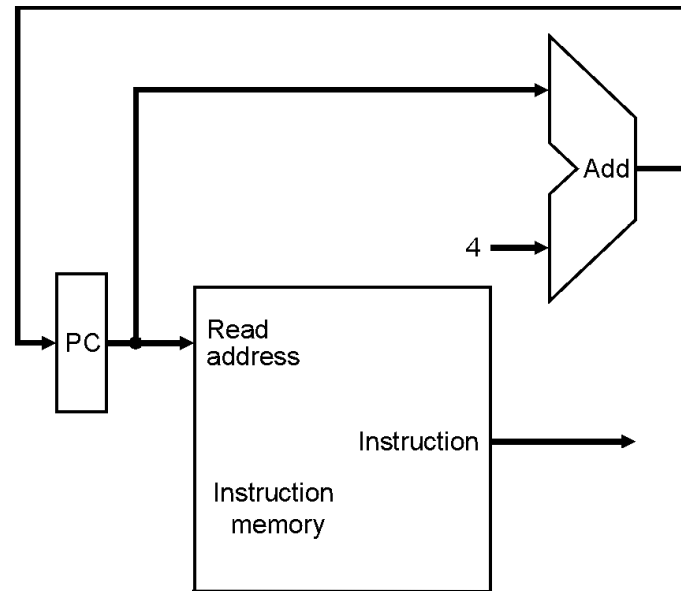 Add
4
PC
Read
address
Instruction
Instruction
memory